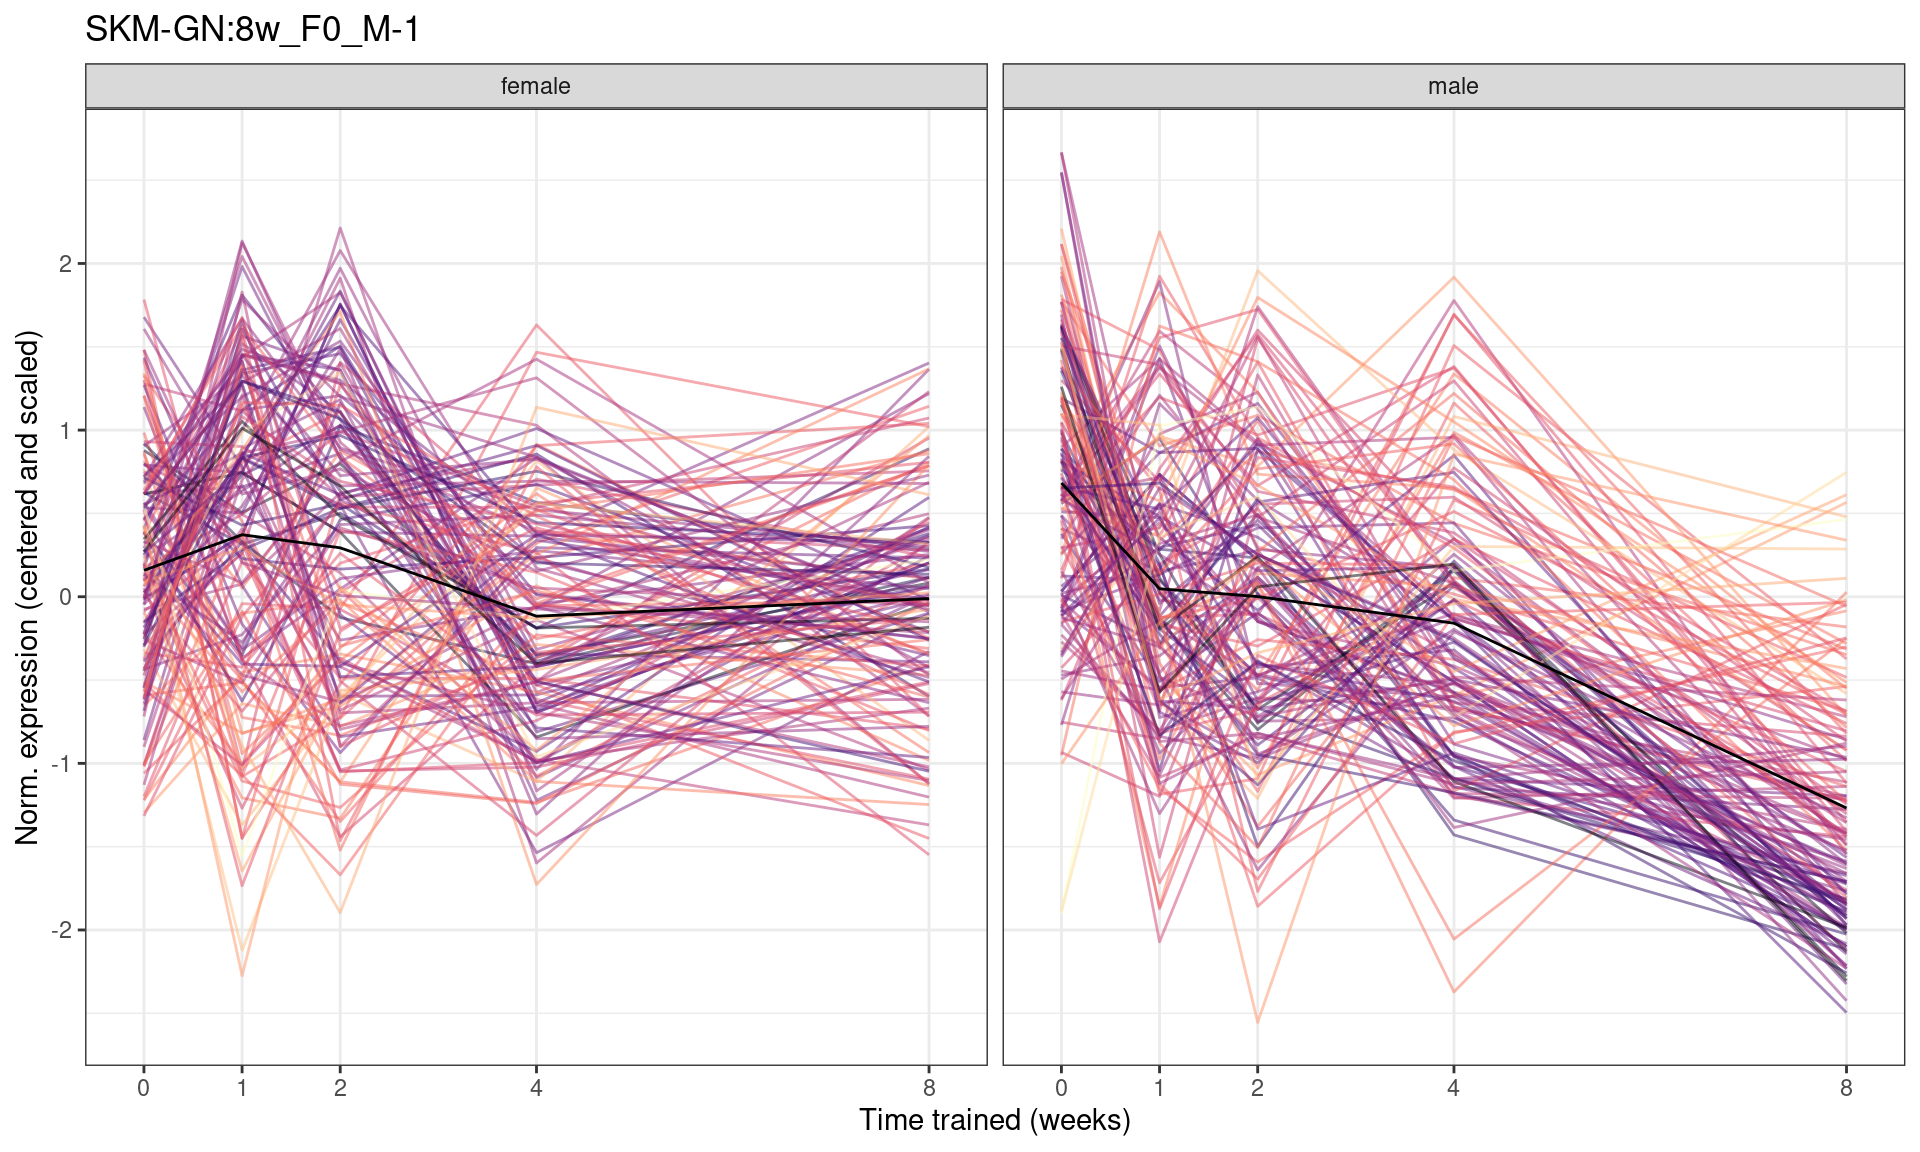 SKM-GN:8w_F0_M-1
female
male
Norm. expression (centered and scaled)
2
1
0
-1
-2
0 1 2 4 8
0 1 2 4 8
Time trained (weeks)